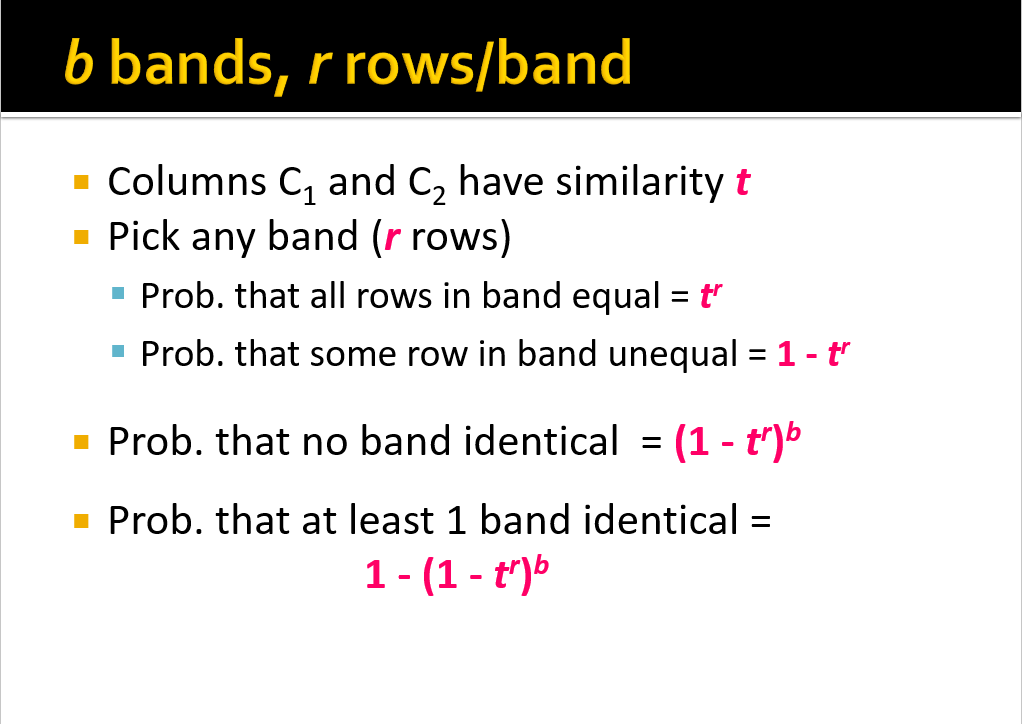 b bands, r rows/band
Columns C₁ and C₂ have similarity t
Pick any band (r rows)
Prob. that all rows in band equal = tʳ
Prob. that some row in band unequal = 1 - tʳ
Prob. that no band identical = (1 - tʳ)ᵇ
Prob. that at least 1 band identical =
1 - (1 - tʳ)ᵇ